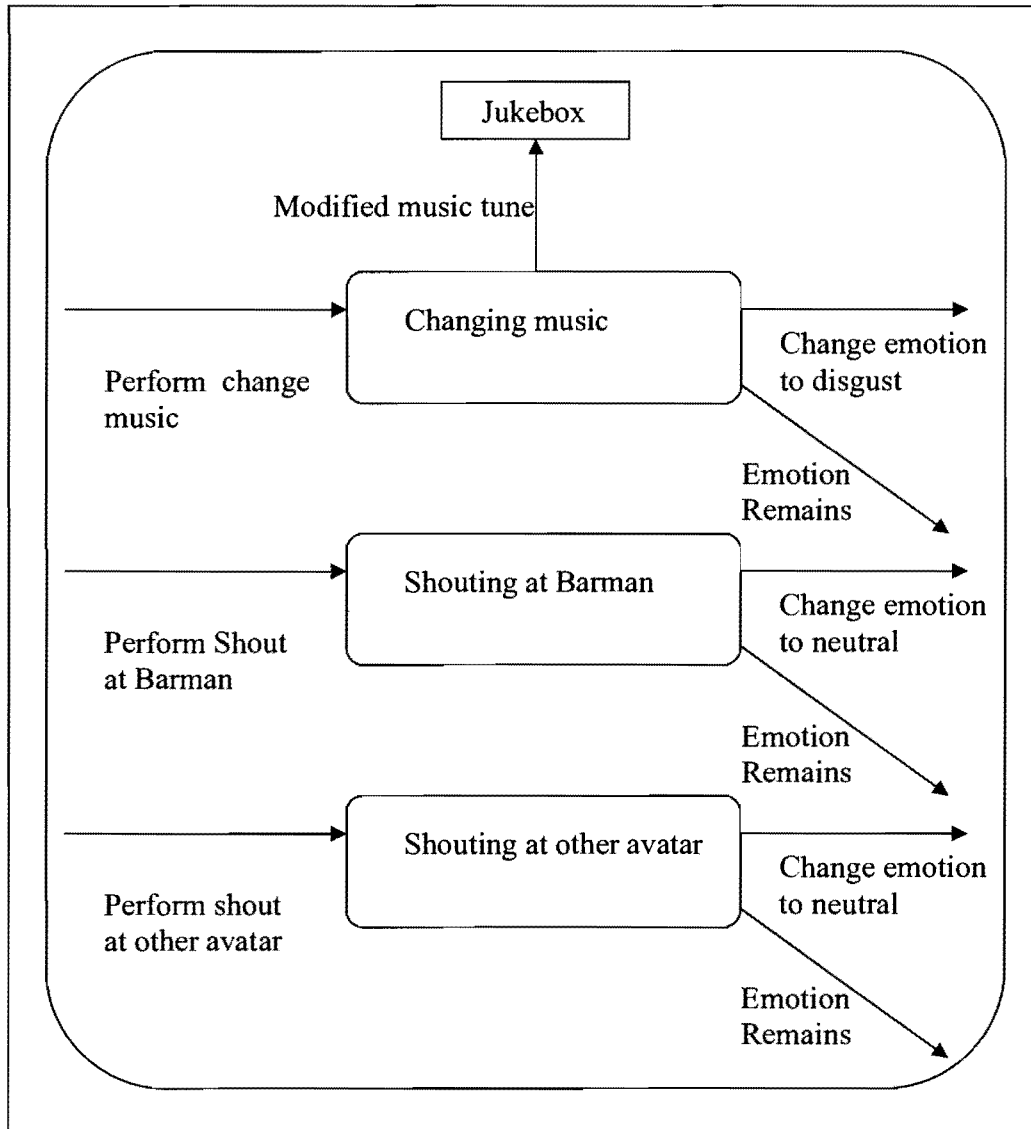 Jukebox
Modified music tune
Changing music
Perform change
music
Change emotion
to disgust
Emotion
Remains
Shouting at Barman
Perform Shout
at Barman
Change emotion
to neutral
Emotion
Remains
Shouting at other avatar
Perform shout
at other avatar
Change emotion
to neutral
Emotion
Remains